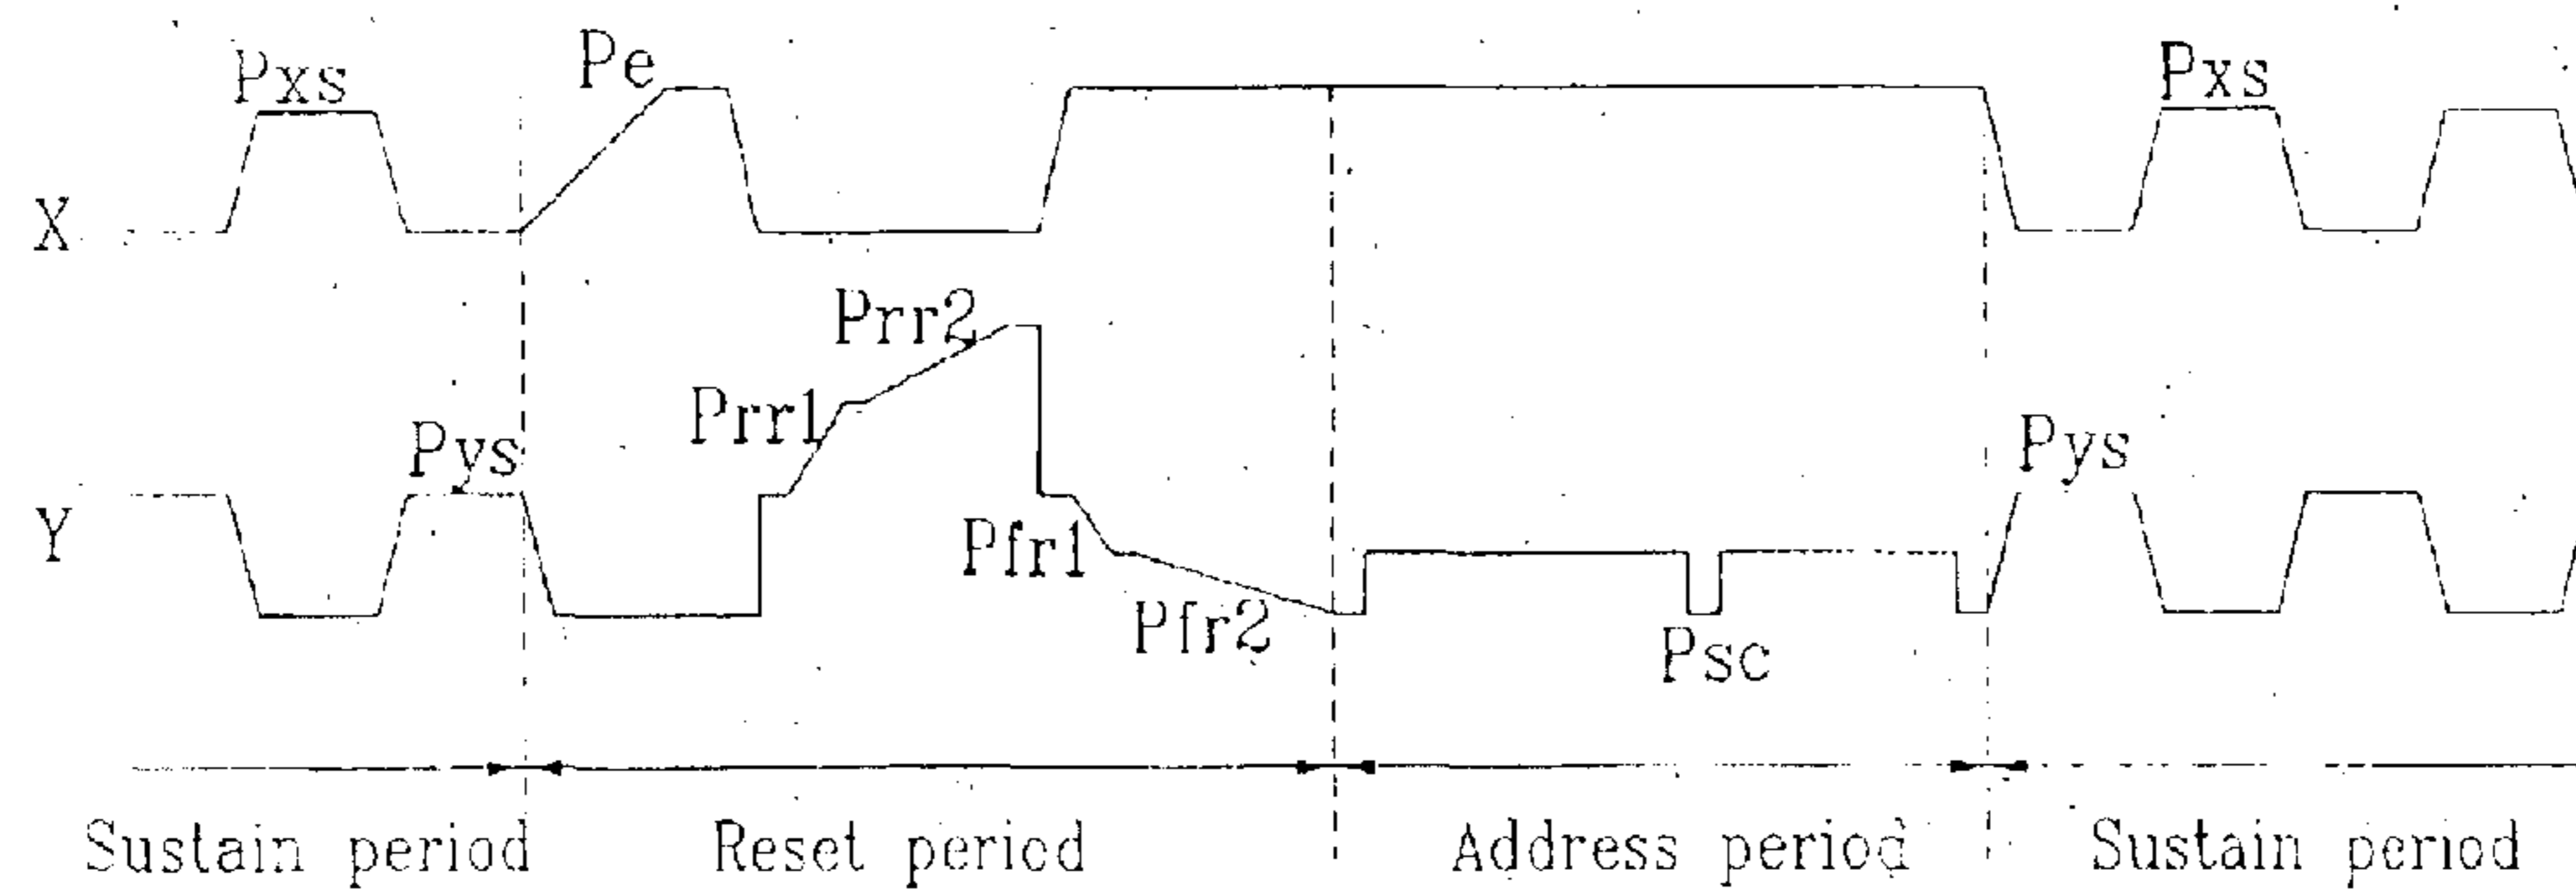 Pxs
Pe
Pxs
X
Prr2
Prr1
Pys
Pys
Y
Pfr1
Pfr2
Psc
Sustain period Reset period Address period Sustain period